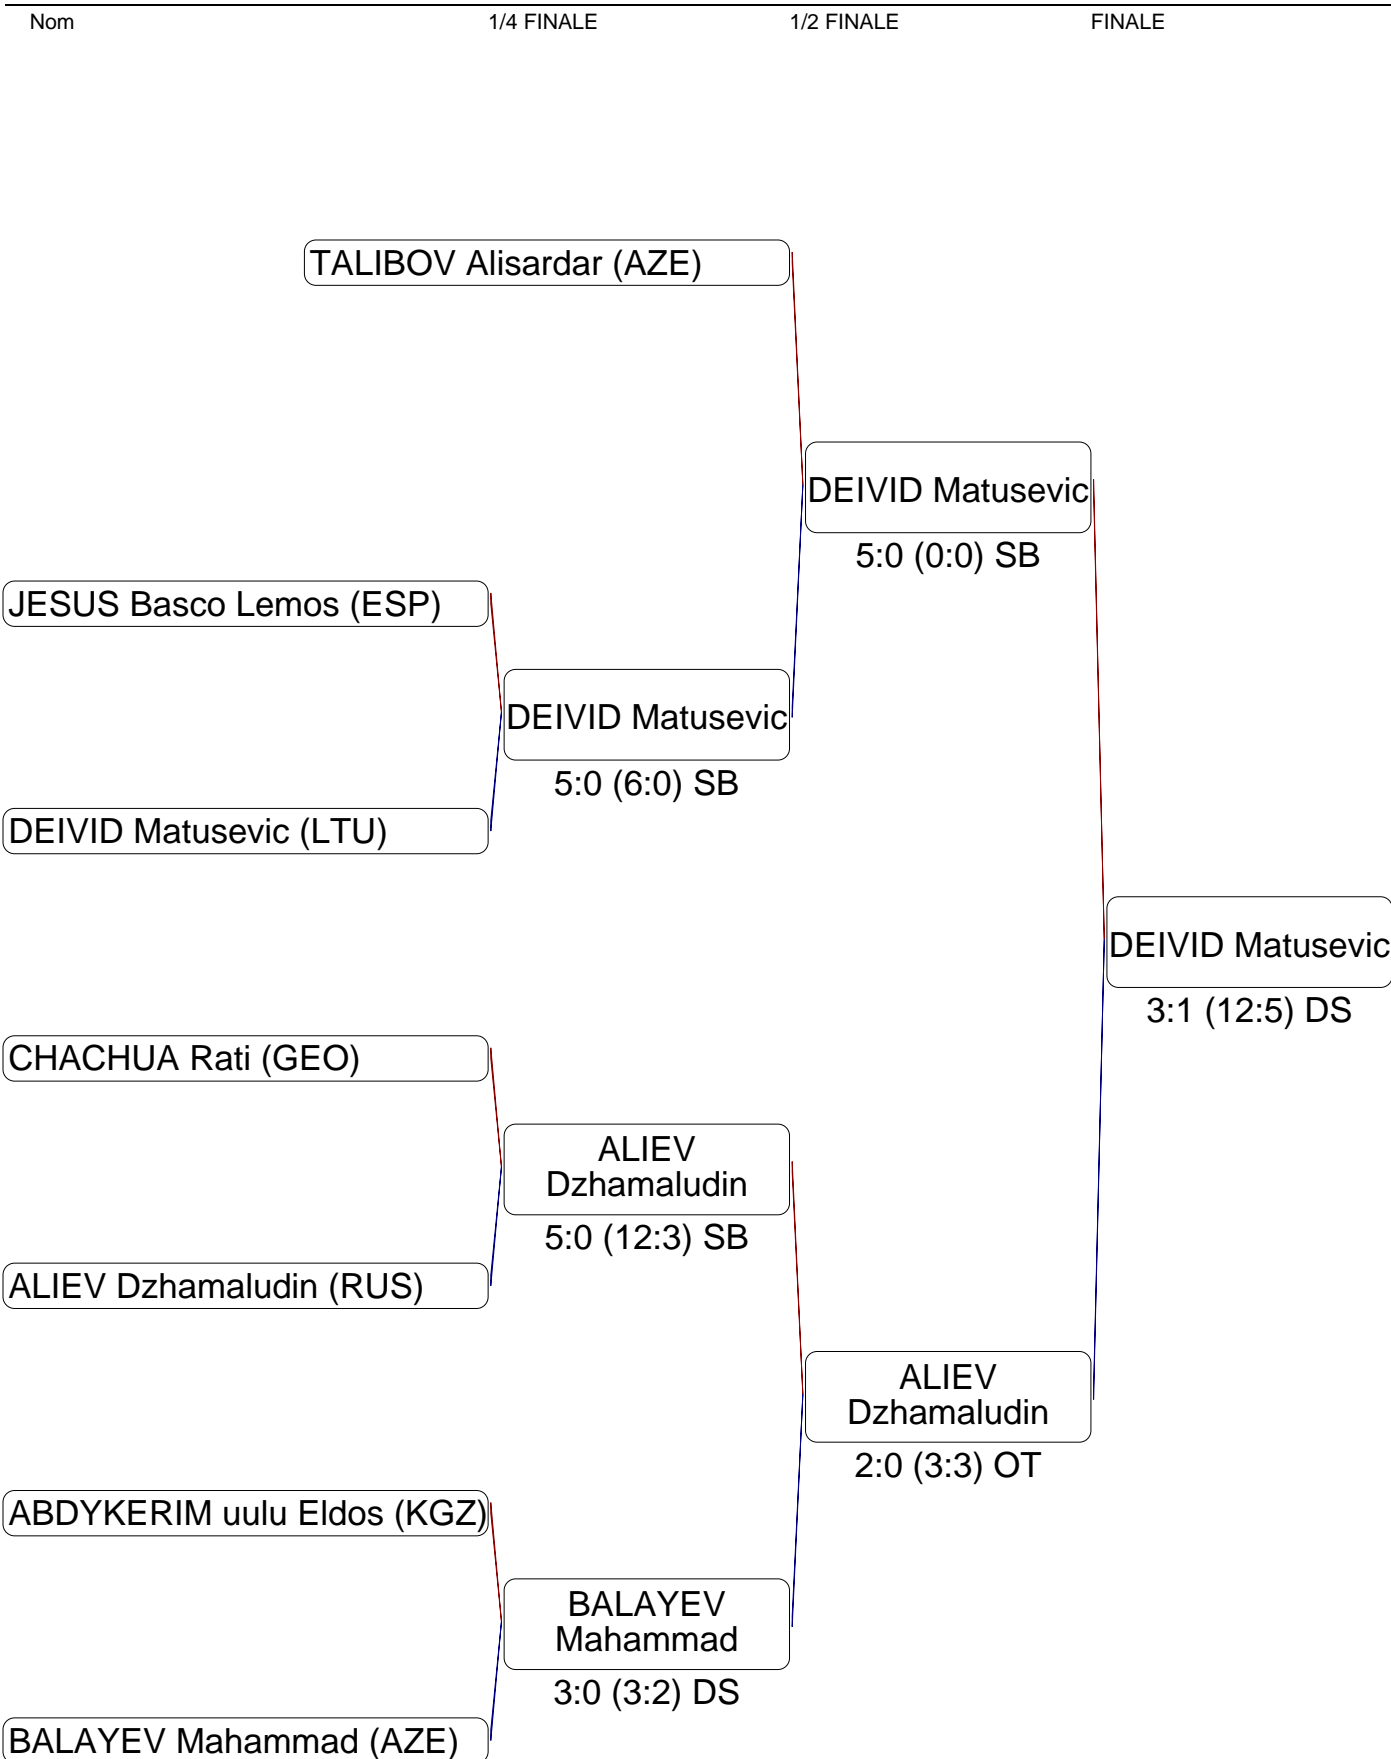 Nom 1/4 FINALE 1/2 FINALE FINALE
TALIBOV Alisardar (AZE)
DEIVID Matusevic
5:0 (0:0) SB
JESUS Basco Lemos (ESP)
DEIVID Matusevic
5:0 (6:0) SB
DEIVID Matusevic (LTU)
DEIVID Matusevic
3:1 (12:5) DS
CHACHUA Rati (GEO)
ALIEV
Dzhamaludin
5:0 (12:3) SB
ALIEV Dzhamaludin (RUS)
ALIEV
Dzhamaludin
2:0 (3:3) OT
ABDYKERIM uulu Eldos (KGZ)
BALAYEV
Mahammad
3:0 (3:2) DS
BALAYEV Mahammad (AZE)